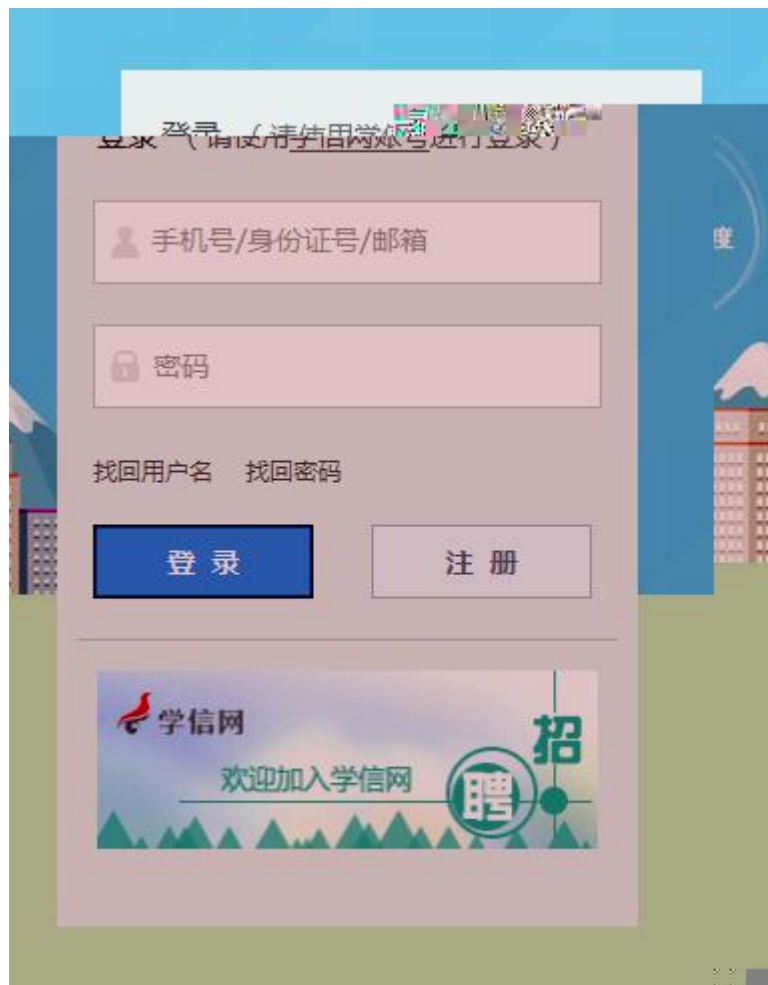 登录 （请使用学信网账号进行登录）
度
手机号/身份证号/邮箱
密码
找回用户名 找回密码
登 录 注 册
学信网
欢迎加入学信网
招聘